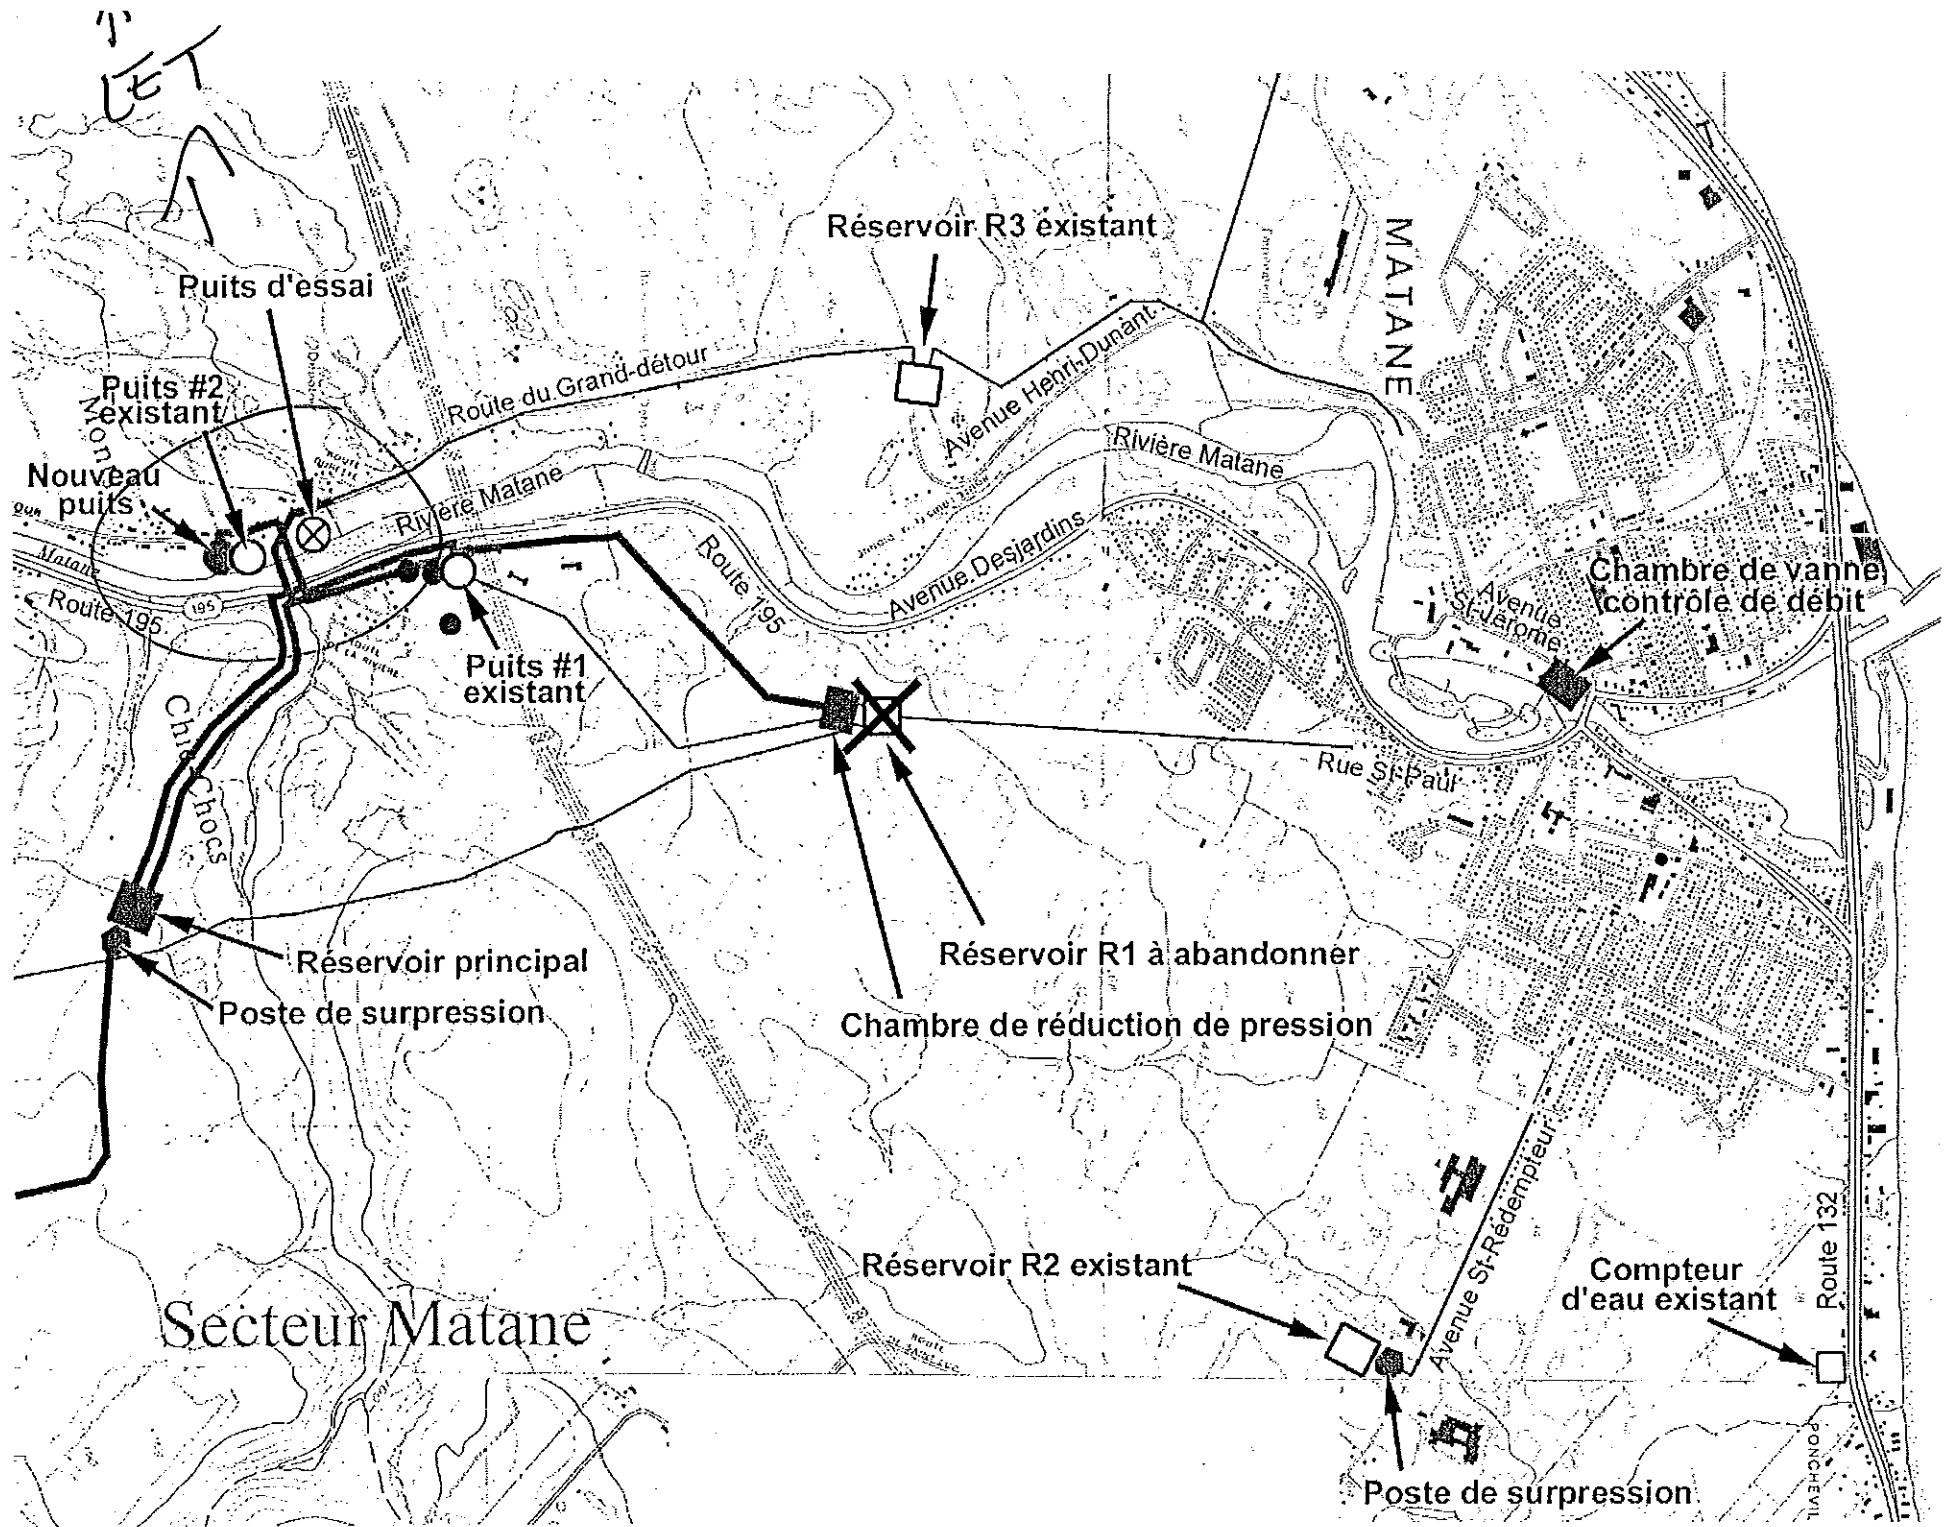 LET
Réservoir R3 existant
MATANE
Puits d'essai
Puits #2
existant
Route du Grand-détour
Avenue Henri-Dunant
Rivière Matane
Nouveau
puits
Rivière Matane
Matane
Route 195
195
Route 195
Avenue Desjardins
Avenue
St-Jérome
Chambre de vanne
contrôle de débit
Puits #1
existant
Chic-Chocs
Rue St-Paul
Réservoir principal
Réservoir R1 à abandonner
Poste de surpression
Chambre de réduction de pression
Avenue St-Rédempteur
Route 132
Réservoir R2 existant
Compteur
d'eau existant
Secteur Matane
Poste de surpression